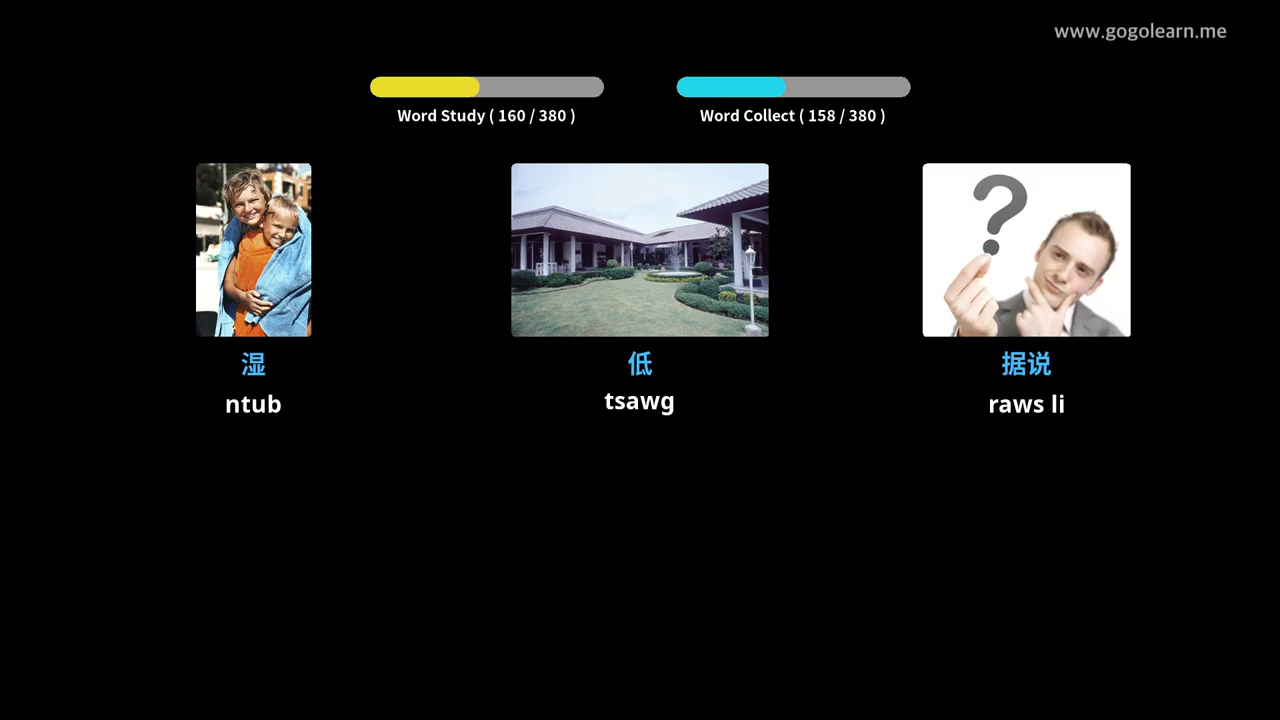 www.gogolearn.me
Word Study ( 160 / 380 )
Word Collect ( 158 / 380 )
湿
低
据说
ntub
tsawg
raws li